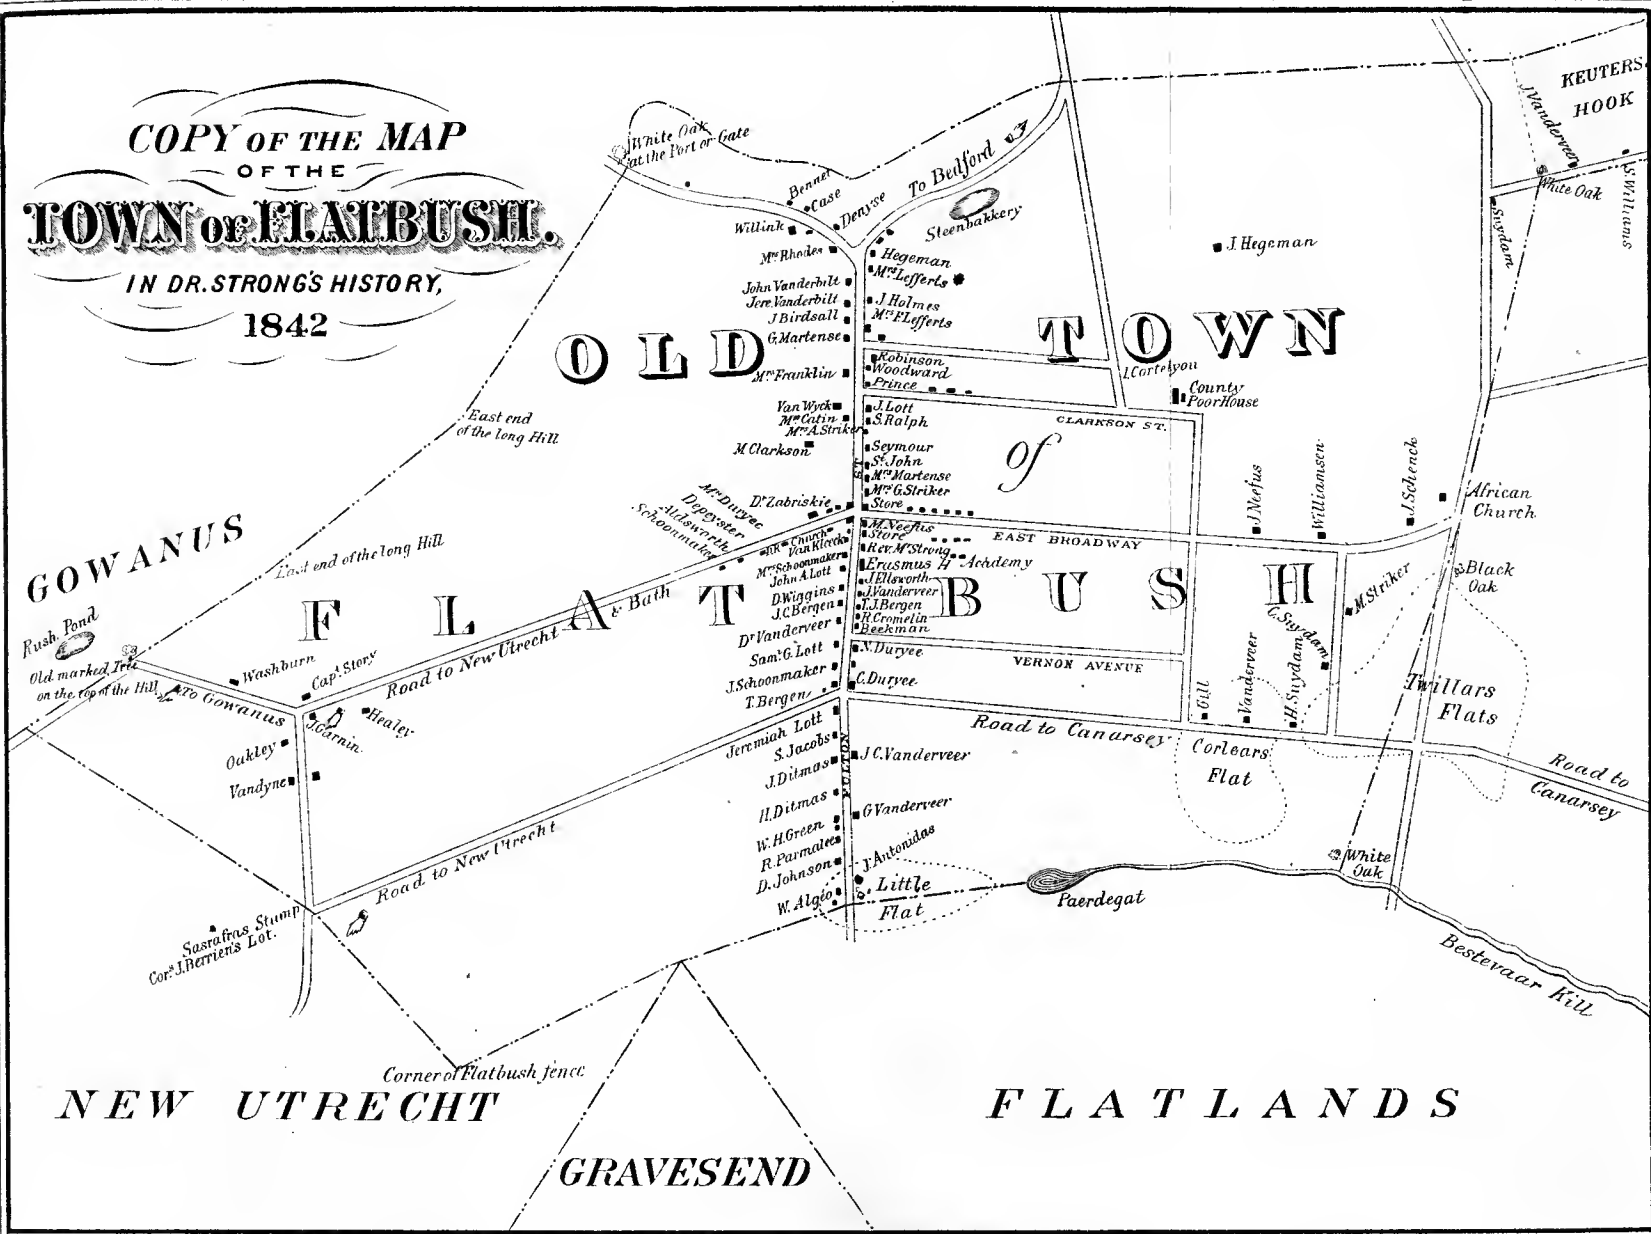 COPY OF THE MAP
OF THE
TOWN OF FLATBUSH.
IN DR. STRONG'S HISTORY,
1842
KEUTERS
HOOK
J Vanderveer
White Oak
S. Williams
Suydam
White Oak
at the Port or Gate
Bennet
Case
Denyse
To Bedford
Steenbakkery
Willink
Mrs Rhodes
Hegeman
Mrs Lefferts
J. Hegeman
John Vanderbilt
Jere. Vanderbilt
J Birdsall
G. Martense
J Holmes
Mrs F Lefferts
OLD TOWN
Mrs Franklin
Robinson
Woodward
Prince
I. Cortelyou
County
Poor House
Van Wyck
Mrs Catin
Mrs A. Striker
M Clarkson
J. Lott
S. Ralph
CLARKSON ST.
of
East end
of the long Hill
Seymour
St John
Mrs Martense
Mrs G. Striker
Store
ST
J Neefus
Williamsen
J. Schenck
African
Church
Dr Zabriskie
Mrs Duryee
Depeyster
Aldsworth
Schoonmaker
GOWANUS
East end of the long Hill
Church
Van Kleeck
Mrs Schoonmaker
John A. Lott
D. Wiggins
J. C. Bergen
Dr Vanderveer
Saml G. Lott
J. Schoonmaker
T. Bergen
M. Neefus
Store
Rev. Mr Strong
Erasmus H Academy
J. Ellsworth
J. Vanderveer
T. J. Bergen
R. Cromelin
Beekman
N. Duryee
C. Duryee
EAST BROADWAY
VERNON AVENUE
FLATBUSH
M. Striker
Black
Oak
C. Suydam
H. Suydam
Vanderveer
Gill
Twillars
Flats
Rush Pond
Old marked Tree
on the top of the Hill
Washburn
Capt. Story
Road to New Utrecht & Bath
To Gowanus
J. Garnin
Healey
Oakley
Vandyne
Road to Canarsey
Corlears
Flat
Road to
Canarsey
Jeremiah Lott
S. Jacobs
J. Ditmas
H. Ditmas
W. H. Green
R. Parmalee
D. Johnson
W. Algeo
FULTON
J C. Vanderveer
G Vanderveer
J. Antonidas
Little
Flat
Paerdegat
White
Oak
Bestevaar Kill
Road to New Utrecht
Sasrafras Stump
Cors J. Berrien's Lot.
Corner of Flatbush fence
NEW UTRECHT
GRAVESEND
FLATLANDS